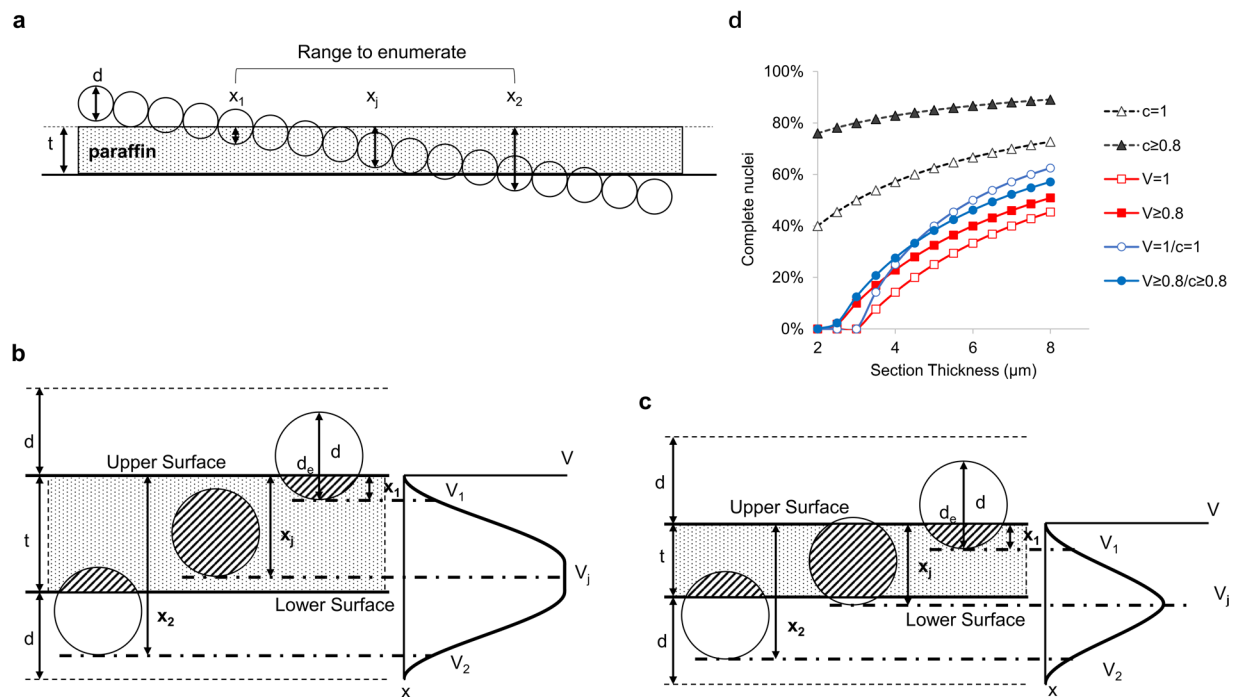 a
Range to enumerate
d
x1
xj
x2
t
paraffin
b
d
Upper Surface
d
de
V
x1
V1
t
xj
Vj
Lower Surface
d
x2
V2
x
c
d
Upper Surface
d
de
V
x1
V1
t
xj
Vj
Lower Surface
d
x2
V2
x
d
100%
80%
60%
40%
20%
0%
Complete nuclei
2
4
6
8
Section Thickness (µm)
c=1
c≥0.8
V=1
V≥0.8
V=1/c=1
V≥0.8/c≥0.8